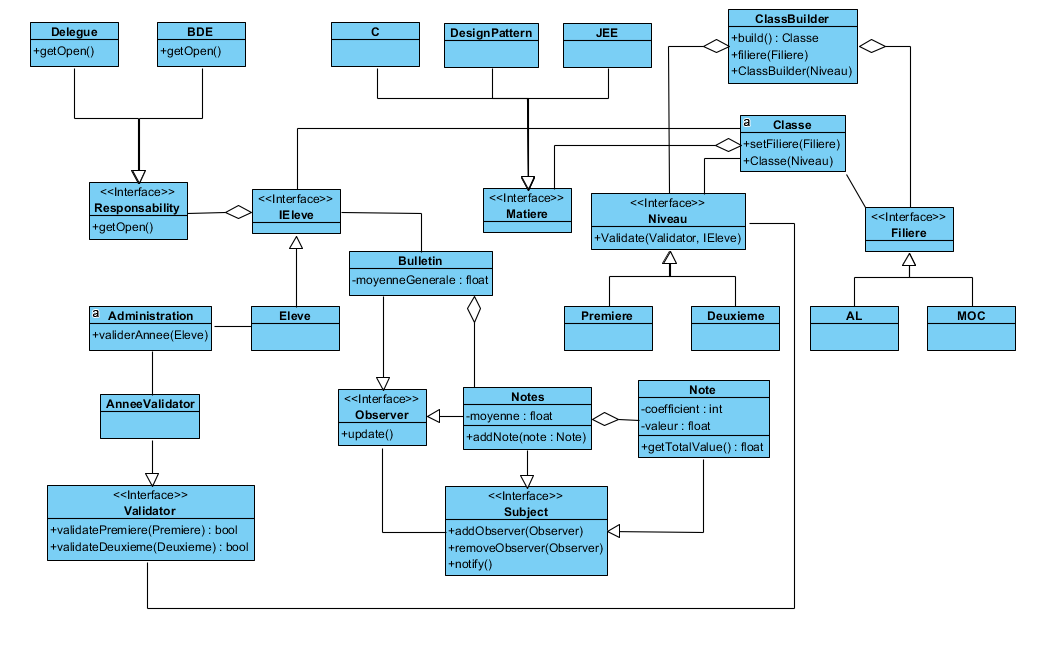 Delegue
+getOpen()
BDE
+getOpen()
C
DesignPattern
JEE
ClassBuilder
+build() : Classe
+filiere(Filiere)
+ClassBuilder(Niveau)
a
Classe
+setFiliere(Filiere)
+Classe(Niveau)
<<Interface>>
Responsability
+getOpen()
<<Interface>>
IEleve
<<Interface>>
Matiere
<<Interface>>
Niveau
+Validate(Validator, IEleve)
<<Interface>>
Filiere
Bulletin
-moyenneGenerale : float
a
Administration
+validerAnnee(Eleve)
Eleve
Premiere
Deuxieme
AL
MOC
AnneeValidator
<<Interface>>
Observer
+update()
Notes
-moyenne : float
+addNote(note : Note)
Note
-coefficient : int
-valeur : float
+getTotalValue() : float
<<Interface>>
Validator
+validatePremiere(Premiere) : bool
+validateDeuxieme(Deuxieme) : bool
<<Interface>>
Subject
+addObserver(Observer)
+removeObserver(Observer)
+notify()